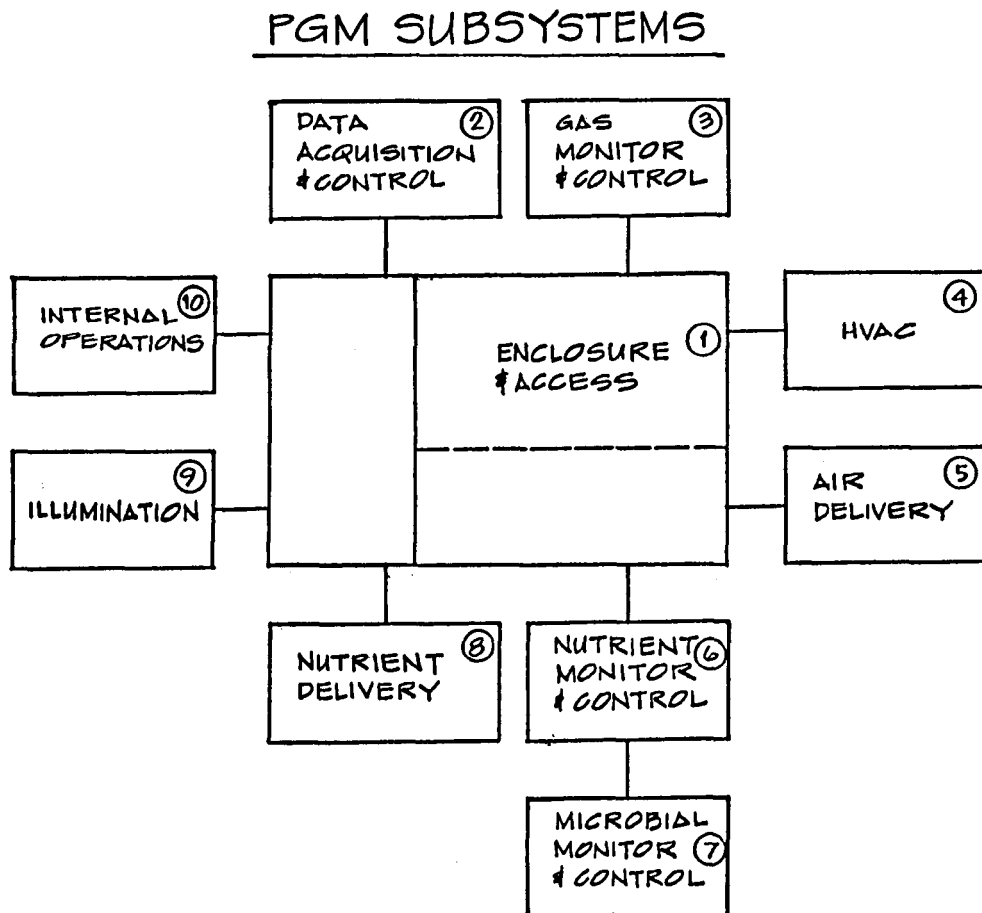 PGM SUBSYSTEMS
DATA ②
ACQUISITION
& CONTROL
GAS ③
MONITOR
& CONTROL
INTERNAL ⑩
OPERATIONS
ENCLOSURE ①
& ACCESS
④
HVAC
⑨
ILLUMINATION
AIR ⑤
DELIVERY
NUTRIENT ⑧
DELIVERY
NUTRIENT ⑥
MONITOR
& CONTROL
MICROBIAL
MONITOR ⑦
& CONTROL